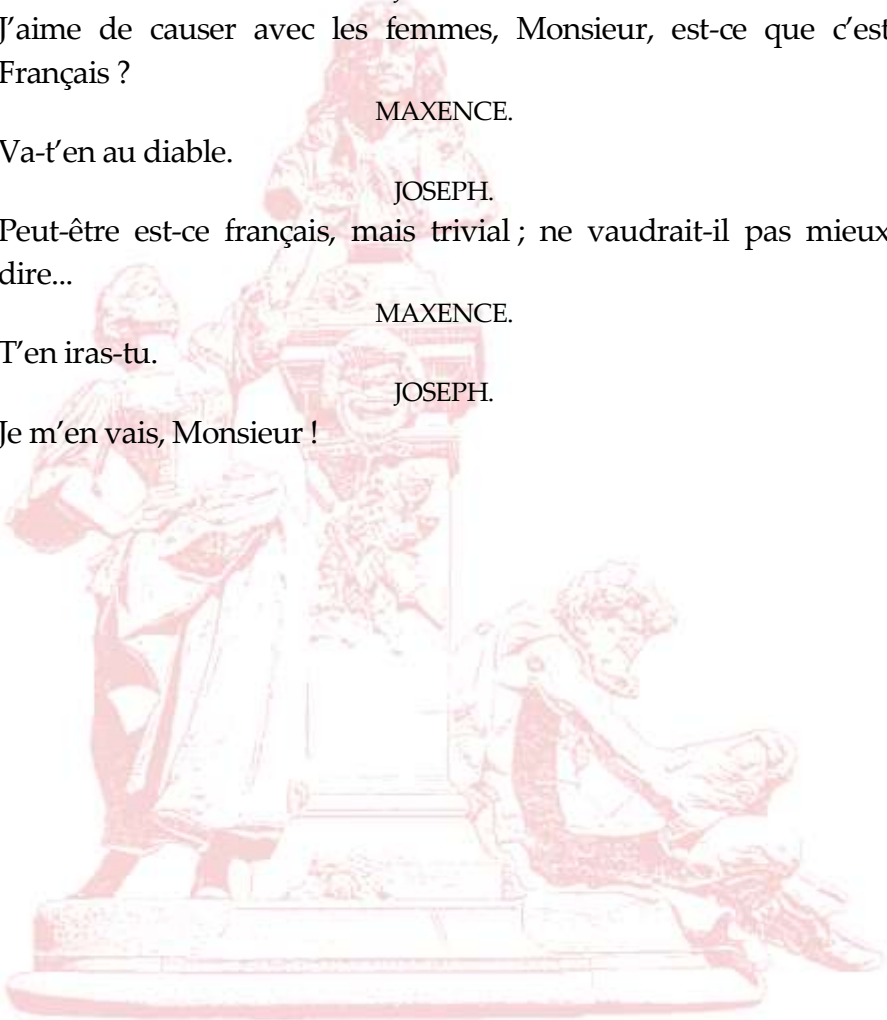 J’aime de causer avec les femmes, Monsieur, est-ce que c’est
Français ?
MAXENCE.
Va-t’en au diable.
JOSEPH.
Peut-être est-ce français, mais trivial ; ne vaudrait-il pas mieux
dire...
MAXENCE.
T’en iras-tu.
JOSEPH.
Je m’en vais, Monsieur !